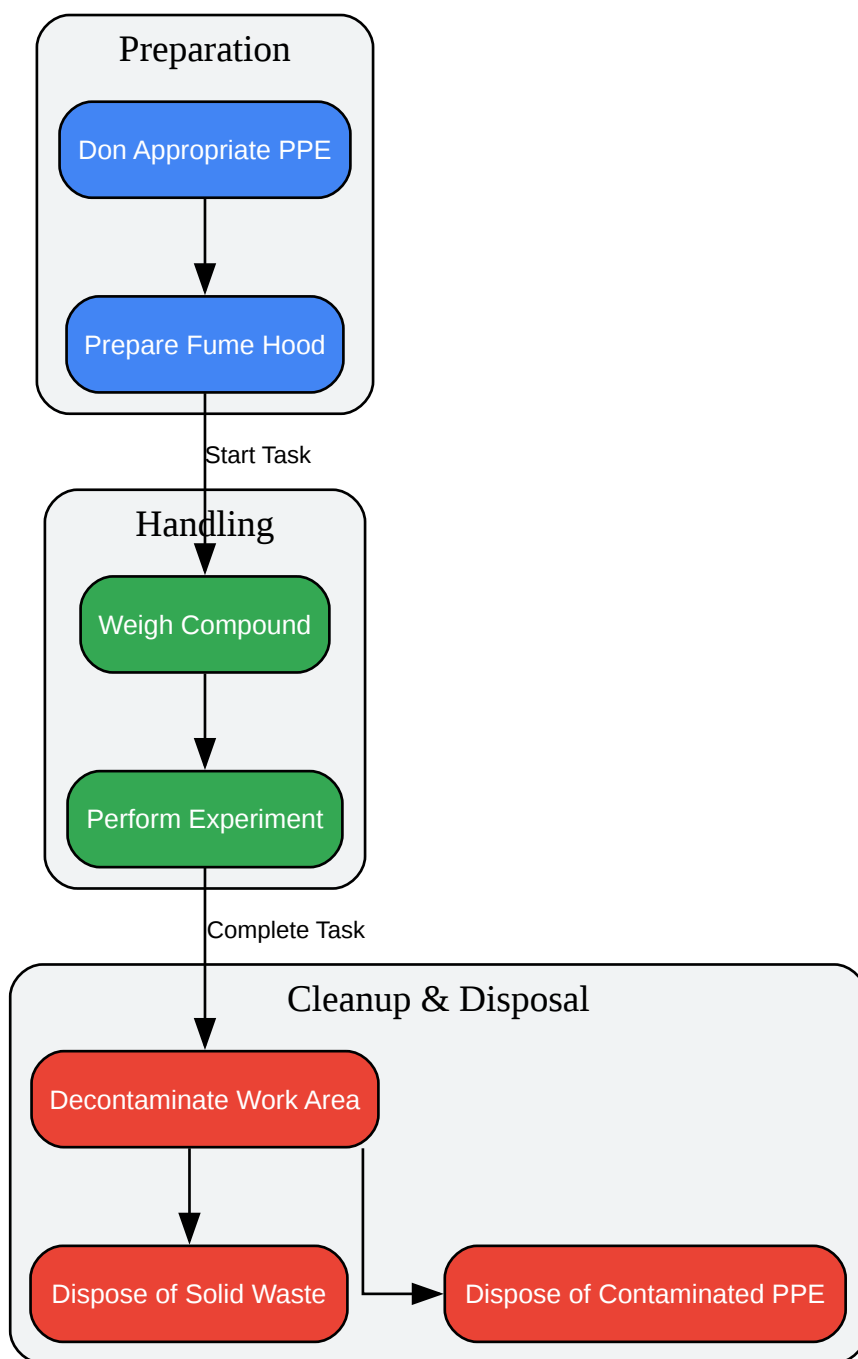 Preparation
Don Appropriate PPE
Prepare Fume Hood
Start Task
Handling
Weigh Compound
Perform Experiment
Complete Task
Cleanup & Disposal
Decontaminate Work Area
Dispose of Solid Waste
Dispose of Contaminated PPE